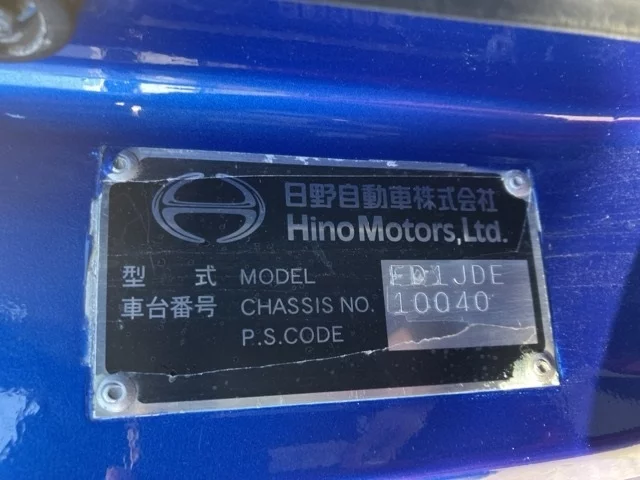 日野自動車株式会社
Hino Motors, Ltd.
型 式 MODEL FD1JDE
車台番号 CHASSIS NO. 10040
P.S.CODE